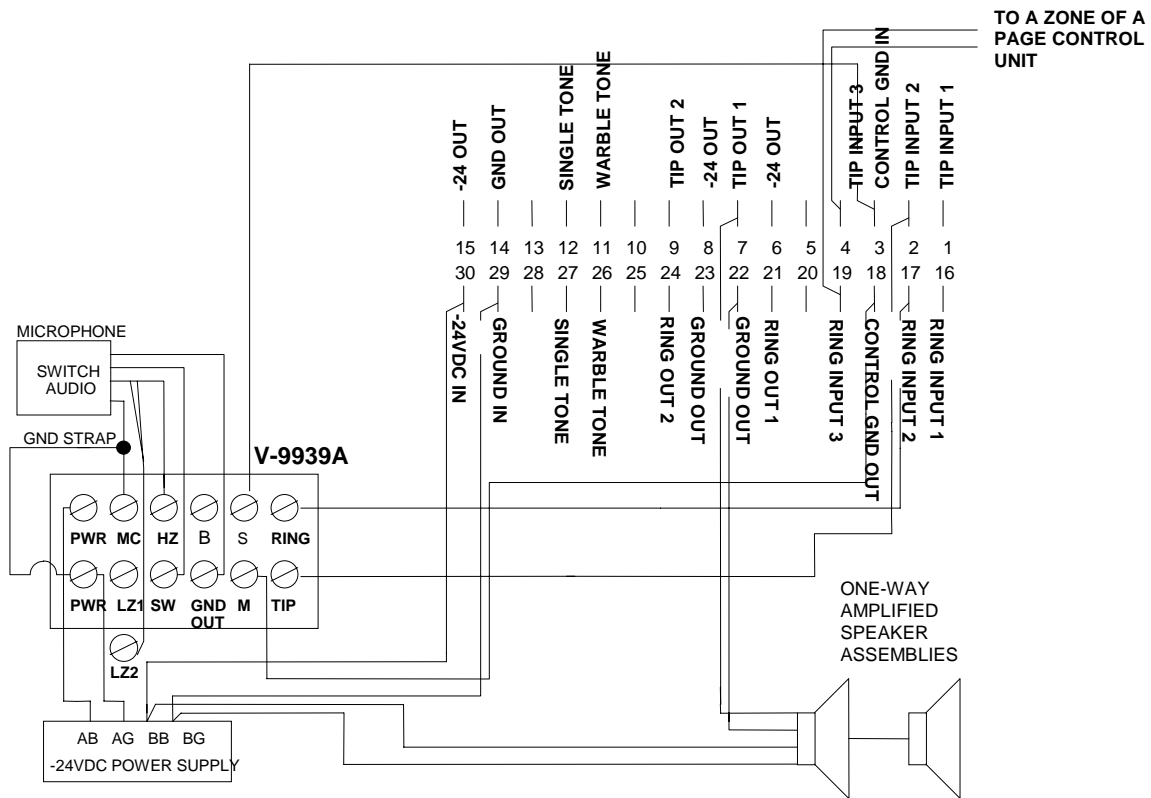 TO A ZONE OF A
PAGE CONTROL
UNIT
-24 OUT
GND OUT
SINGLE TONE
WARBLE TONE
TIP OUT 2
-24 OUT
TIP OUT 1
-24 OUT
TIP INPUT 3
CONTROL GND IN
TIP INPUT 2
TIP INPUT 1
15 14 13 12 11 10 9 8 7 6 5 4 3 2 1
30 29 28 27 26 25 24 23 22 21 20 19 18 17 16
-24VDC IN
GROUND IN
SINGLE TONE
WARBLE TONE
RING OUT 2
GROUND OUT
GROUND OUT
RING OUT 1
RING INPUT 3
CONTROL GND OUT
RING INPUT 2
RING INPUT 1
MICROPHONE
SWITCH
AUDIO
GND STRAP
V-9939A
PWR MC HZ B S RING
PWR LZ1 SW GND OUT M TIP
LZ2
ONE-WAY
AMPLIFIED
SPEAKER
ASSEMBLIES
AB AG BB BG
-24VDC POWER SUPPLY